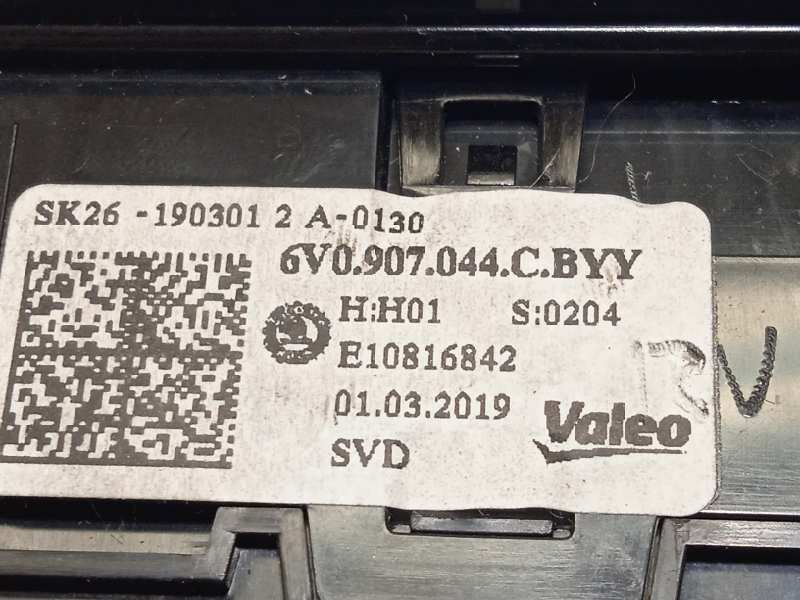 SK26 -190301 2 A-0130
6V0.907.044.C.BYY
H:H01 S:0204
E10816842
01.03.2019
SVD
Valeo